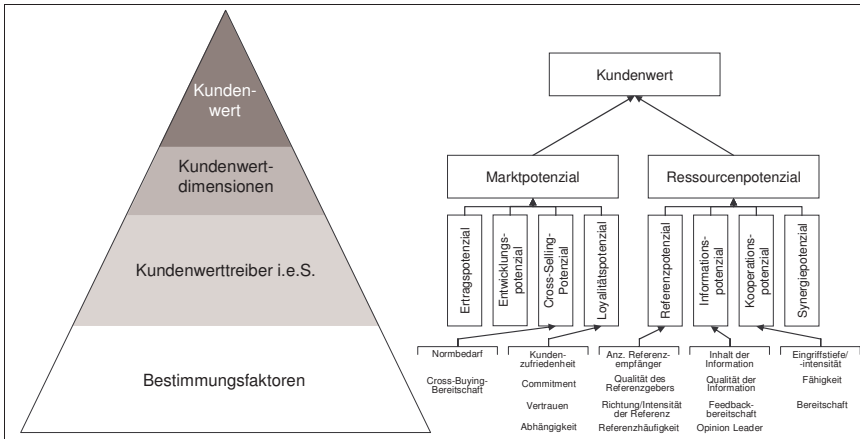 Kunden-
wert
Kundenwert-
dimensionen
Kundenwerttreiber i.e.S.
Bestimmungsfaktoren
Kundenwert
Marktpotenzial
Ressourcenpotenzial
Ertragspotenzial
Entwicklungs-
potenzial
Cross-Selling-
Potenzial
Loyalitätspotenzial
Referenzpotenzial
Informations-
potenzial
Kooperations-
potenzial
Synergiepotenzial
Normbedarf
Cross-Buying-
Bereitschaft
Kunden-
zufriedenheit
Commitment
Vertrauen
Abhängigkeit
Anz. Referenz-
empfänger
Qualität des
Referenzgebers
Richtung/Intensität
der Referenz
Referenzhäufigkeit
Inhalt der
Information
Qualität der
Information
Feedback-
bereitschaft
Opinion Leader
Eingriffstiefe/
-intensität
Fähigkeit
Bereitschaft